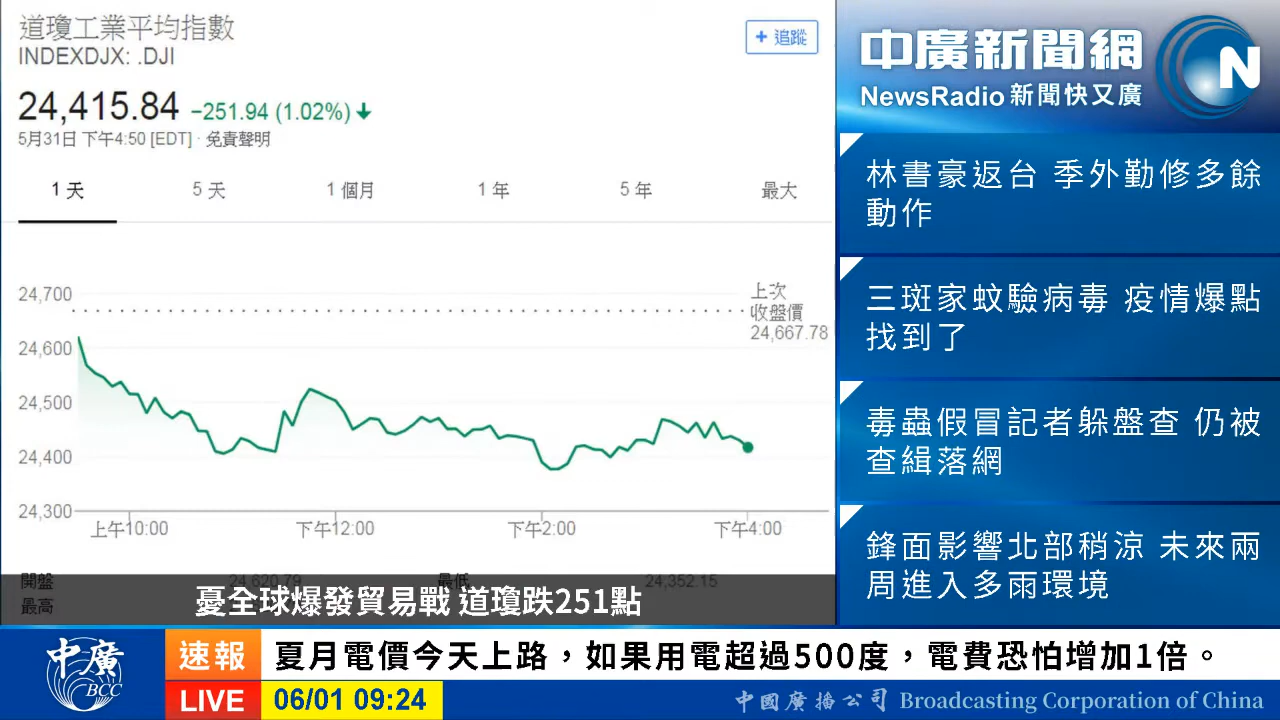 道瓊工業平均指數
INDEXDJX: .DJI
+ 追蹤
24,415.84 −251.94 (1.02%)
5月31日 下午4:50 [EDT] · 免責聲明
1 天 5 天 1 個月 1 年 5 年 最大
24,700
24,600
24,500
24,400
24,300
上次
收盤價
24,667.78
上午10:00 下午12:00 下午2:00 下午4:00
開盤 24,620.79 最低 24,352.15
最高
憂全球爆發貿易戰 道瓊跌251點
中廣新聞網
NewsRadio 新聞快又廣
N
林書豪返台 季外勤修多餘
動作
三斑家蚊驗病毒 疫情爆點
找到了
毒蟲假冒記者躲盤查 仍被
查緝落網
鋒面影響北部稍涼 未來兩
周進入多雨環境
中廣
BCC
速報
夏月電價今天上路，如果用電超過500度，電費恐怕增加1倍。
LIVE
06/01 09:24
中國廣播公司 Broadcasting Corporation of China